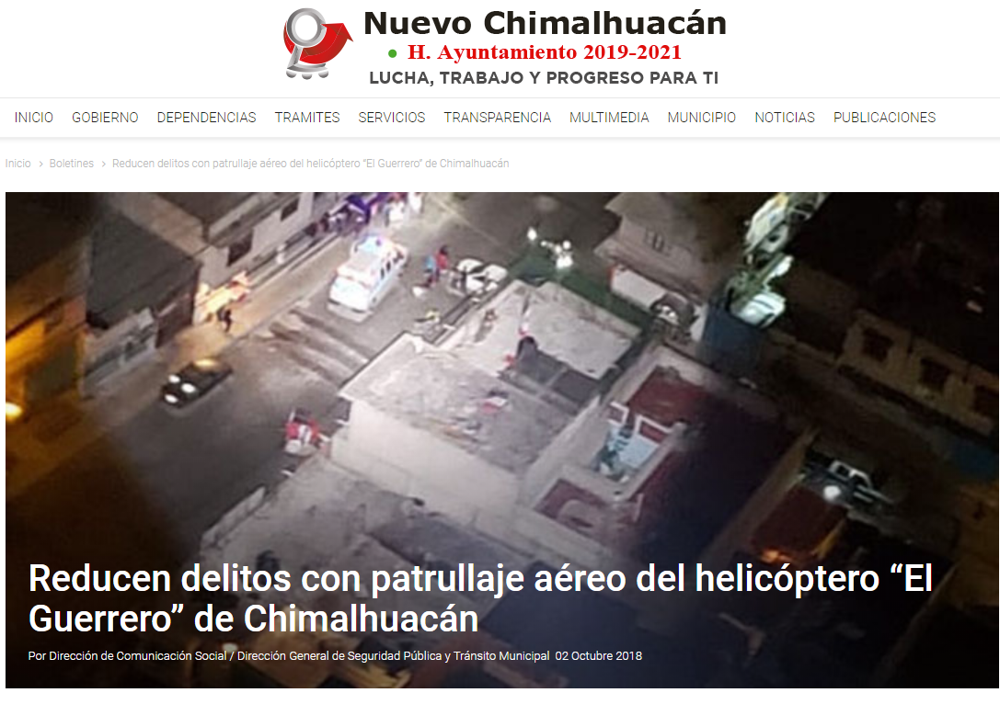 Nuevo Chimalhuacán
H. Ayuntamiento 2019-2021
LUCHA, TRABAJO Y PROGRESO PARA TI
INICIO GOBIERNO DEPENDENCIAS TRAMITES SERVICIOS TRANSPARENCIA MULTIMEDIA MUNICIPIO NOTICIAS PUBLICACIONES
Inicio > Boletines > Reducen delitos con patrullaje aéreo del helicóptero “El Guerrero” de Chimalhuacán
Reducen delitos con patrullaje aéreo del helicóptero “El
Guerrero” de Chimalhuacán
Por Dirección de Comunicación Social / Dirección General de Seguridad Pública y Tránsito Municipal 02 Octubre 2018